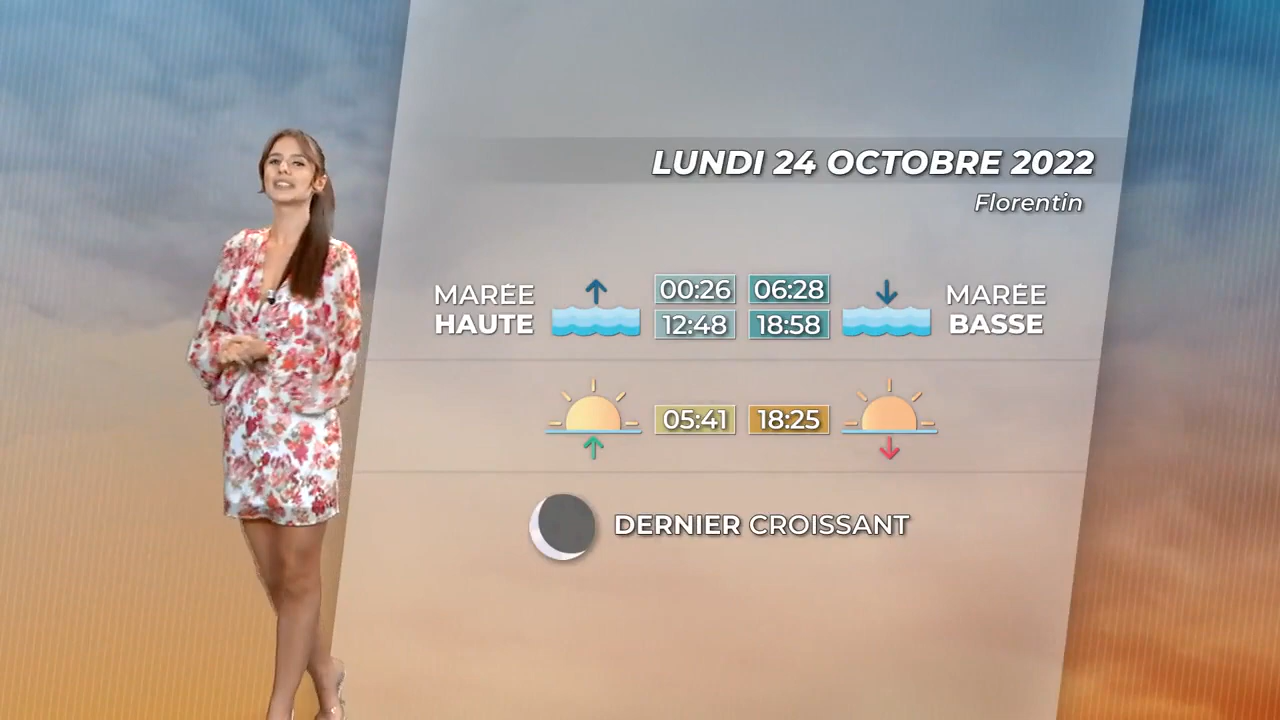 LUNDI 24 OCTOBRE 2022
Florentin
MARÉE
HAUTE
00:26 06:28
12:48 18:58
MARÉE
BASSE
05:41 18:25
DERNIER CROISSANT